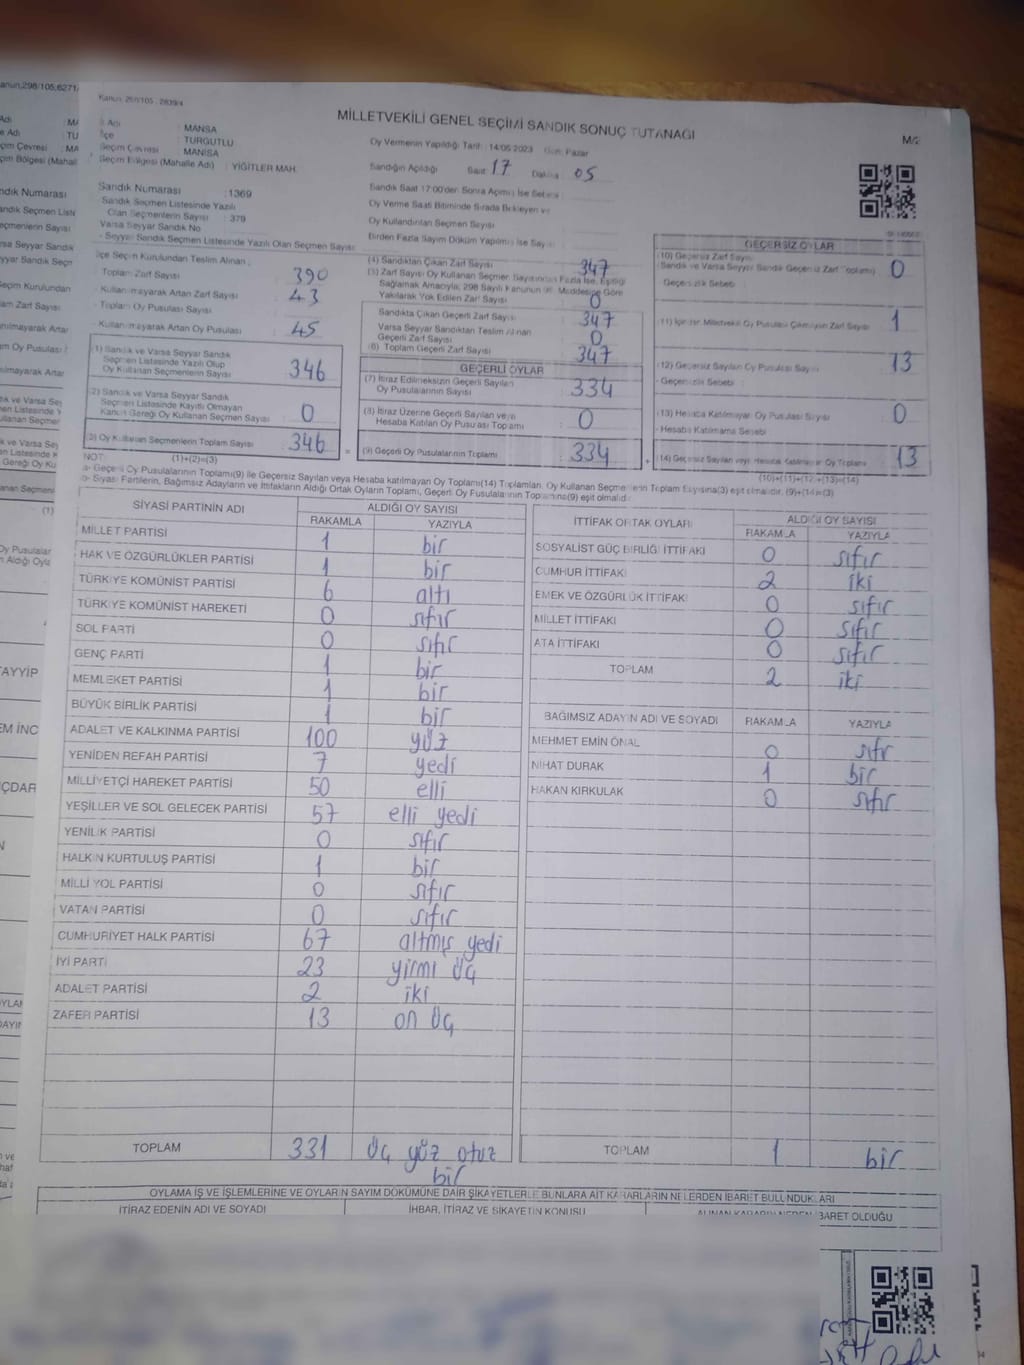 Kanun: 298/105 - 2839/4
MİLLETVEKİLİ GENEL SEÇİMİ SANDIK SONUÇ TUTANAĞI
İl Adı : MANİSA
İlçe : TURGUTLU
Seçim Çevresi : MANİSA
Seçim Bölgesi (Mahalle Adı) : YİĞİTLER MAH.
Oy Vermenin Yapıldığı Tarih : 14/05/2023 Gün: Pazar
Sandığın Açıldığı Saat 17 Dakika 05
Sandık Saat 17:00'den Sonra Açılmış İse Sebebi
Oy Verme Saati Bitiminde Sırada Bekleyen ve
Oy Kullandırılan Seçmen Sayısı
Birden Fazla Sayım Döküm Yapılmış İse Sayısı
Sandık Numarası : 1369
Sandık Seçmen Listesinde Yazılı
Olan Seçmenlerin Sayısı : 379
Varsa Seyyar Sandık No
- Seyyar Sandık Seçmen Listesinde Yazılı Olan Seçmen Sayısı
İlçe Seçim Kurulundan Teslim Alınan
Toplam Zarf Sayısı 390
Kullanılmayarak Artan Zarf Sayısı 43
Toplam Oy Pusulası Sayısı
Kullanılmayarak Artan Oy Pusulası 45
(1) Sandık ve Varsa Seyyar Sandık
Seçmen Listesinde Yazılı Olup
Oy Kullanan Seçmenlerin Sayısı 346
(2) Sandık ve Varsa Seyyar Sandık
Seçmen Listesinde Kayıtlı Olmayan
Kanun Gereği Oy Kullanan Seçmen Sayısı 0
(3) Oy Kullanan Seçmenlerin Toplam Sayısı 346
(1)+(2)=(3)
(4) Sandıktan Çıkan Zarf Sayısı 347
(5) Zarf Sayısı Oy Kullanan Seçmen Sayısından Fazla İse, Eşitliği
Sağlamak Amacıyla; 298 Sayılı Kanunun Maddesine Göre
Yakılarak Yok Edilen Zarf Sayısı 0
Sandıkta Çıkan Geçerli Zarf Sayısı 347
Varsa Seyyar Sandıktan Teslim Alınan
Geçerli Zarf Sayısı 0
(6) Toplam Geçerli Zarf Sayısı 347
GEÇERLİ OYLAR
(7) İtiraz Edilmeksizin Geçerli Sayılan
Oy Pusulalarının Sayısı 334
(8) İtiraz Üzerine Geçerli Sayılan veya
Hesaba Katılan Oy Pusulası Toplamı 0
(9) Geçerli Oy Pusulalarının Toplamı 334
GEÇERSİZ OYLAR
(10) Geçersiz Zarf Sayısı
(Sandık ve Varsa Seyyar Sandık Geçersiz Zarf Toplamı) 0
Geçersizlik Sebebi
(11) İçinden Milletvekili Oy Pusulası Çıkmayan Zarf Sayısı 1
(12) Geçersiz Sayılan Oy Pusulası Sayısı 13
- Geçersizlik Sebebi
(13) Hesaba Katılmayan Oy Pusulası Sayısı 0
- Hesaba Katılmama Sebebi
(14) Geçersiz Sayılan veya Hesaba Katılmayan Oy Toplamı 13
(10)+(11)+(12)+(13)=(14)
NOT:
a- Geçerli Oy Pusulalarının Toplamı(9) ile Geçersiz Sayılan veya Hesaba katılmayan Oy Toplamı(14) Toplamları, Oy Kullanan Seçmenlerin Toplam Sayısına(3) eşit olmalıdır. (9)+(14)=(3)
b- Siyasi Partilerin, Bağımsız Adayların ve İttifakların Aldığı Ortak Oyların Toplamı, Geçerli Oy Pusulalarının Toplamına(9) eşit olmalıdır
SİYASİ PARTİNİN ADI ALDIĞI OY SAYISI
RAKAMLA YAZIYLA
MİLLET PARTİSİ 1 bir
HAK VE ÖZGÜRLÜKLER PARTİSİ 1 bir
TÜRKİYE KOMÜNİST PARTİSİ 6 altı
TÜRKİYE KOMÜNİST HAREKETİ 0 sıfır
SOL PARTİ 0 sıfır
GENÇ PARTİ 1 bir
MEMLEKET PARTİSİ 1 bir
BÜYÜK BİRLİK PARTİSİ 1 bir
ADALET VE KALKINMA PARTİSİ 100 yüz
YENİDEN REFAH PARTİSİ 7 yedi
MİLLİYETÇİ HAREKET PARTİSİ 50 elli
YEŞİLLER VE SOL GELECEK PARTİSİ 57 elli yedi
YENİLİK PARTİSİ 0 sıfır
HALKIN KURTULUŞ PARTİSİ 1 bir
MİLLİ YOL PARTİSİ 0 sıfır
VATAN PARTİSİ 0 sıfır
CUMHURİYET HALK PARTİSİ 67 altmış yedi
İYİ PARTİ 23 yirmi üç
ADALET PARTİSİ 2 iki
ZAFER PARTİSİ 13 on üç
TOPLAM 331 üç yüz otuz
bir
İTTİFAK ORTAK OYLARI ALDIĞI OY SAYISI
RAKAMLA YAZIYLA
SOSYALİST GÜÇ BİRLİĞİ İTTİFAKI 0 sıfır
CUMHUR İTTİFAKI 2 iki
EMEK VE ÖZGÜRLÜK İTTİFAKI 0 sıfır
MİLLET İTTİFAKI 0 sıfır
ATA İTTİFAKI 0 sıfır
TOPLAM 2 iki
BAĞIMSIZ ADAYIN ADI VE SOYADI RAKAMLA YAZIYLA
MEHMET EMİN ÖNAL 0 sıfır
NİHAT DURAK 1 bir
HAKAN KIRKULAK 0 sıfır
TOPLAM 1 bir
OYLAMA İŞ VE İŞLEMLERİNE VE OYLARIN SAYIM DÖKÜMÜNE DAİR ŞİKAYETLERLE BUNLARA AİT KARARLARIN NELERDEN İBARET BULUNDUKLARI
İTİRAZ EDENİN ADI VE SOYADI İHBAR, İTİRAZ VE ŞİKAYETİN KONUSU ALINAN KARARIN NEDEN İBARET OLDUĞU